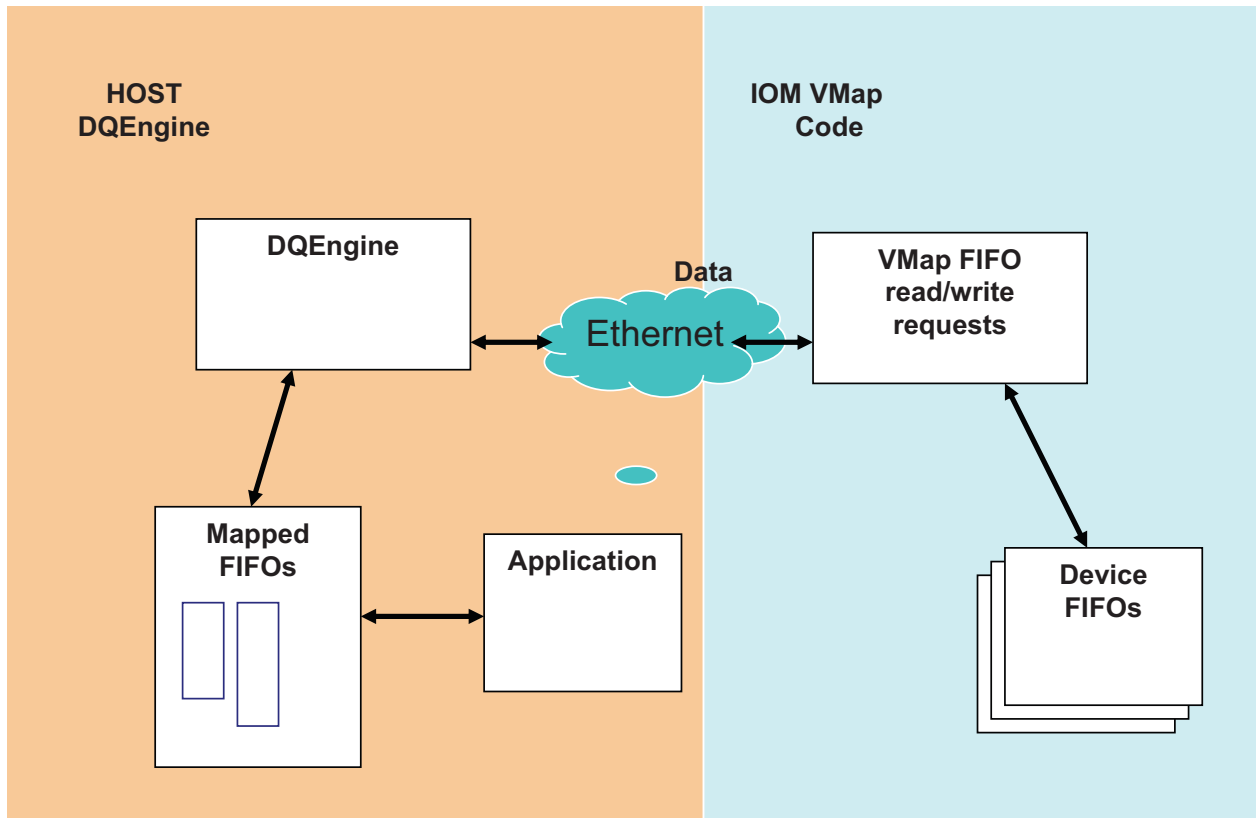 HOST
DQEngine
IOM VMap
Code
DQEngine
Data
Ethernet
VMap FIFO
read/write
requests
Mapped
FIFOs
Application
Device
FIFOs